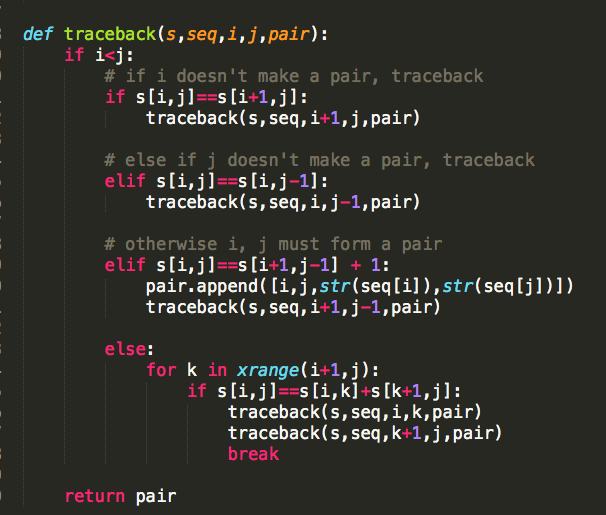 def traceback(s,seq,i,j,pair):
if i<j:
# if i doesn't make a pair, traceback
if s[i,j]==s[i+1,j]:
traceback(s,seq,i+1,j,pair)
# else if j doesn't make a pair, traceback
elif s[i,j]==s[i,j-1]:
traceback(s,seq,i,j-1,pair)
# otherwise i, j must form a pair
elif s[i,j]==s[i+1,j-1] + 1:
pair.append([i,j,str(seq[i]),str(seq[j])])
traceback(s,seq,i+1,j-1,pair)
else:
for k in xrange(i+1,j):
if s[i,j]==s[i,k]+s[k+1,j]:
traceback(s,seq,i,k,pair)
traceback(s,seq,k+1,j,pair)
break
return pair